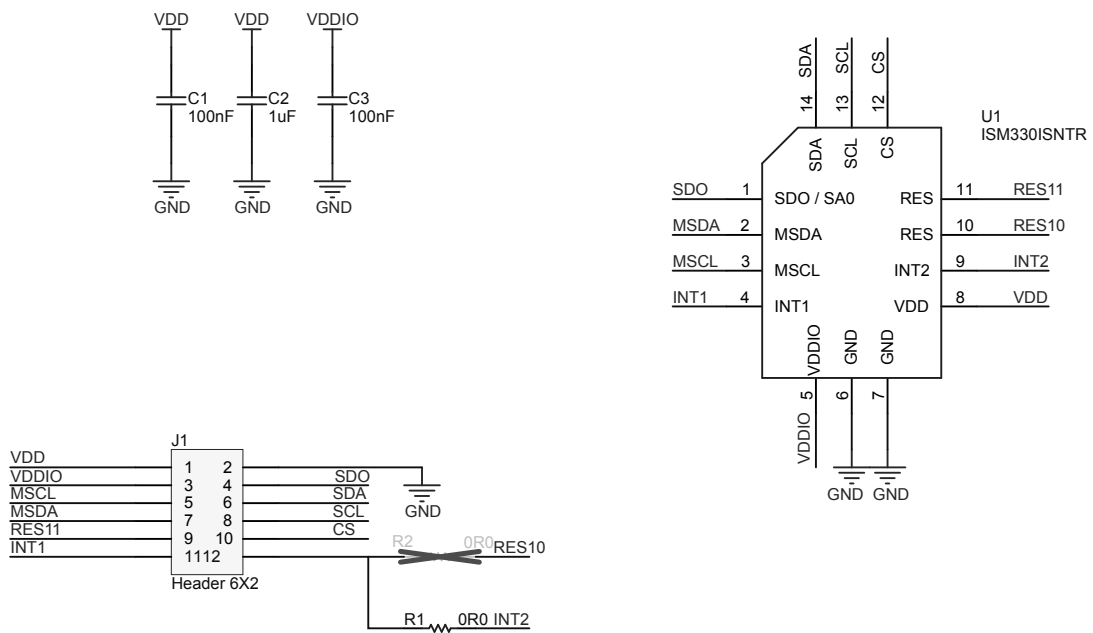 VDD VDD VDDIO
C1 C2 C3
100nF 1uF 100nF
GND GND GND
SDA SCL CS
14 13 12
U1
ISM330ISNTR
SDA SCL CS
SDO 1 SDO / SA0 RES 11 RES11
MSDA 2 MSDA RES 10 RES10
MSCL 3 MSCL INT2 9 INT2
INT1 4 INT1 VDD 8 VDD
VDDIO GND GND
5 6 7
VDDIO
GND GND
J1
VDD 1 2
VDDIO 3 4 SDO
MSCL 5 6 SDA
GND
MSDA 7 8 SCL
RES11 9 10 CS
INT1 1112 R2 0R0 RES10
Header 6X2
R1 0R0 INT2